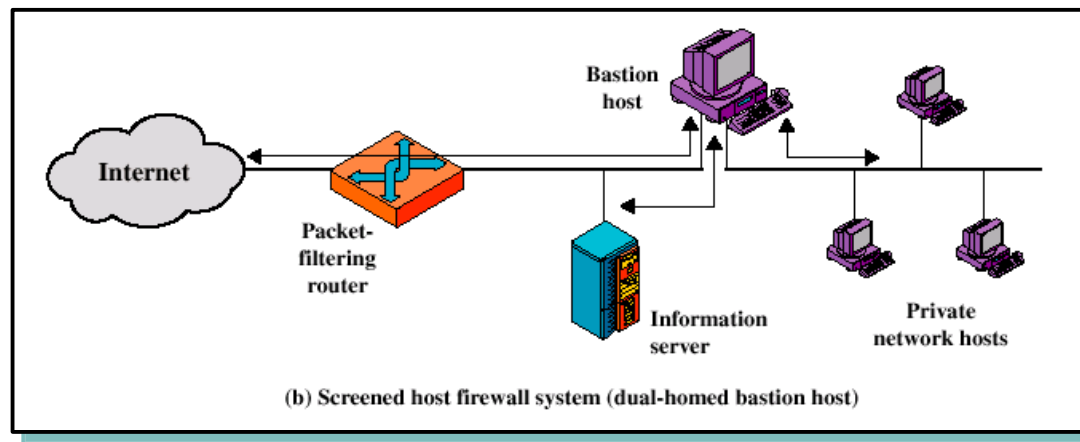 Bastion
host
Internet
Packet-
filtering
router
Information
server
Private
network hosts
(b) Screened host firewall system (dual-homed bastion host)